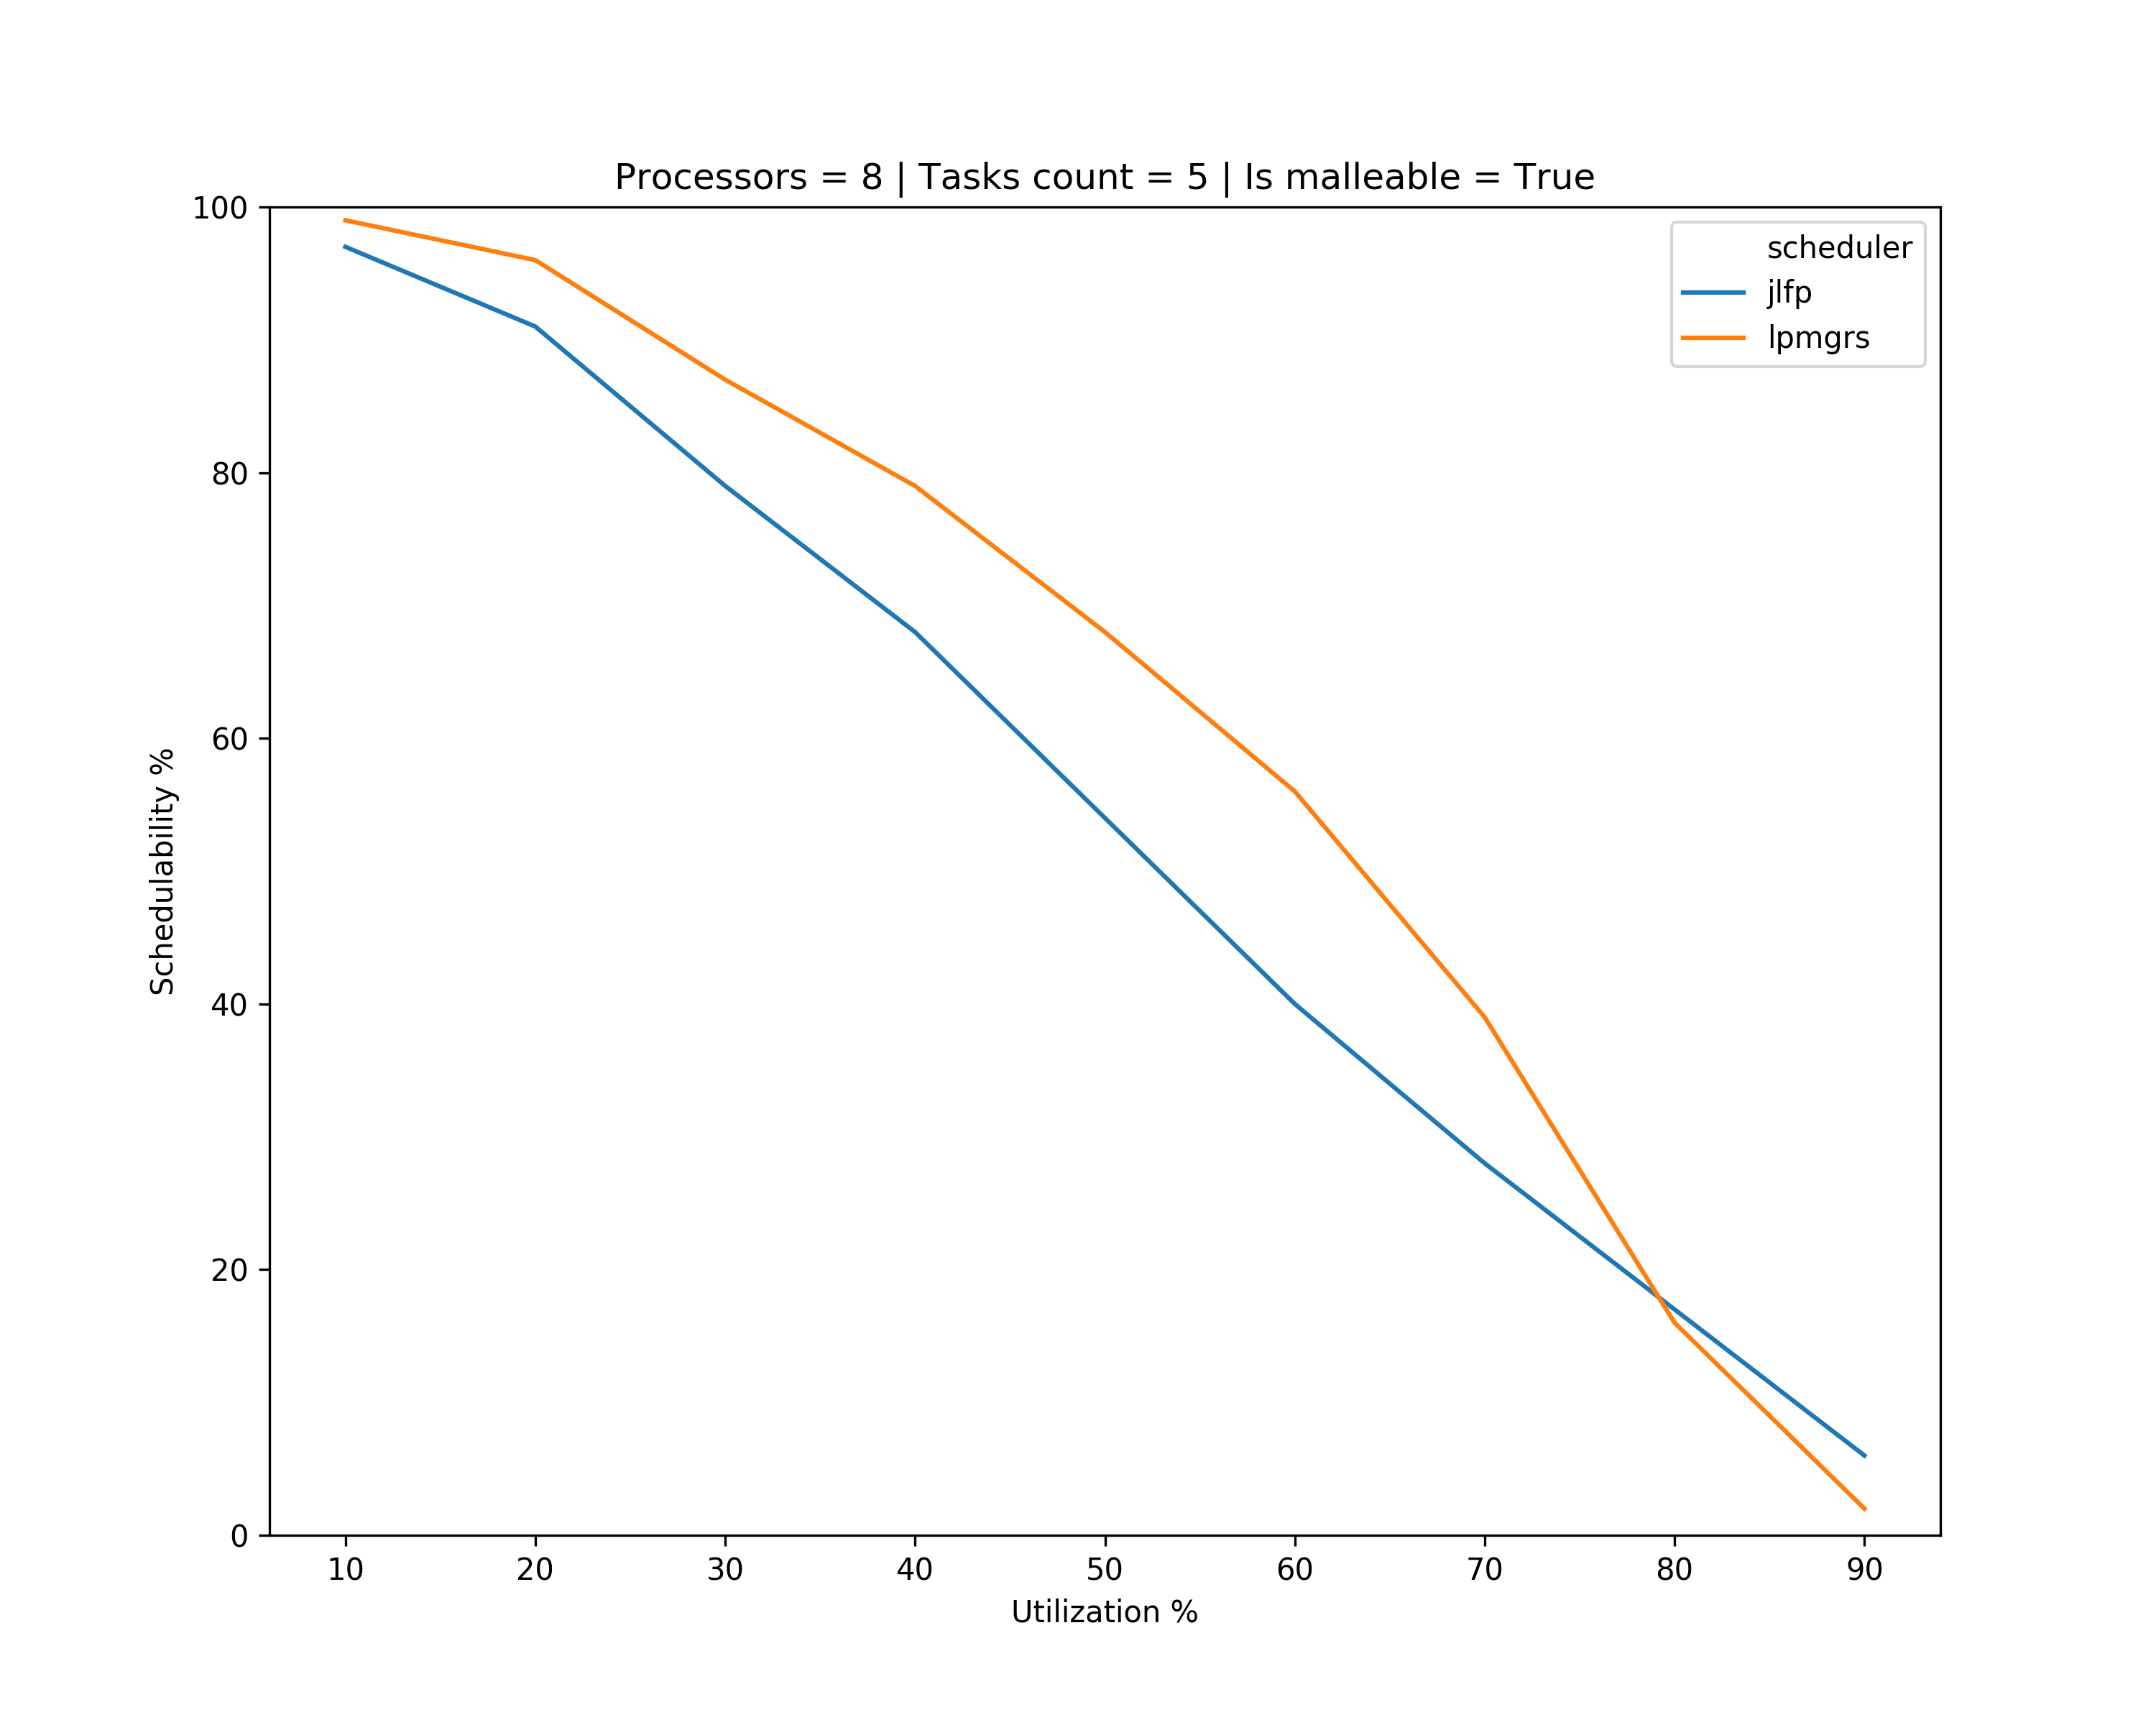 Processors = 8 | Tasks count = 5 | Is malleable = True
scheduler
jlfp
lpmgrs
Schedulability %
100
80
60
40
20
0
10 20 30 40 50 60 70 80 90
Utilization %